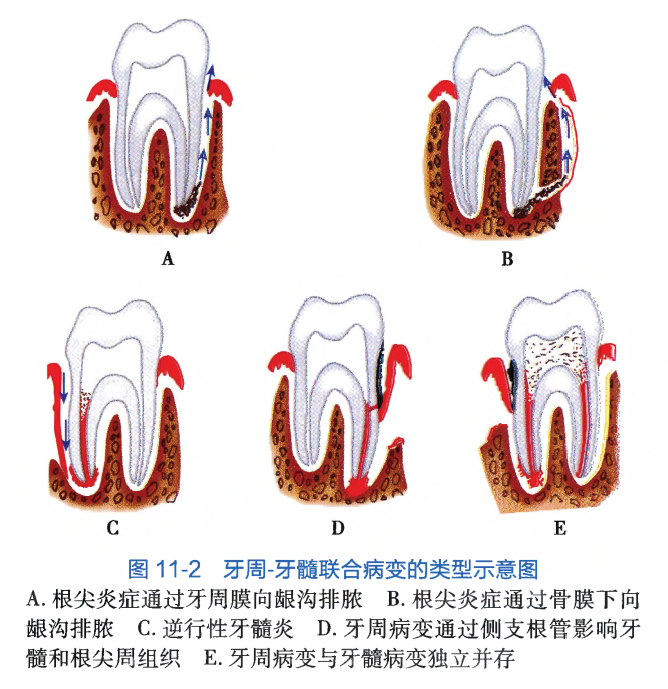 A
B
C
D
E
图 11-2 牙周-牙髓联合病变的类型示意图
A. 根尖炎症通过牙周膜向龈沟排脓 B. 根尖炎症通过骨膜下向
龈沟排脓 C. 逆行性牙髓炎 D. 牙周病变通过侧支根管影响牙
髓和根尖周组织 E. 牙周病变与牙髓病变独立并存